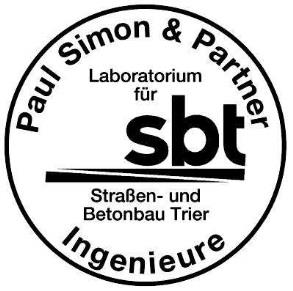 Paul Simon & Partner
Laboratorium
für
sbt
Straßen- und
Betonbau Trier
Ingenieure